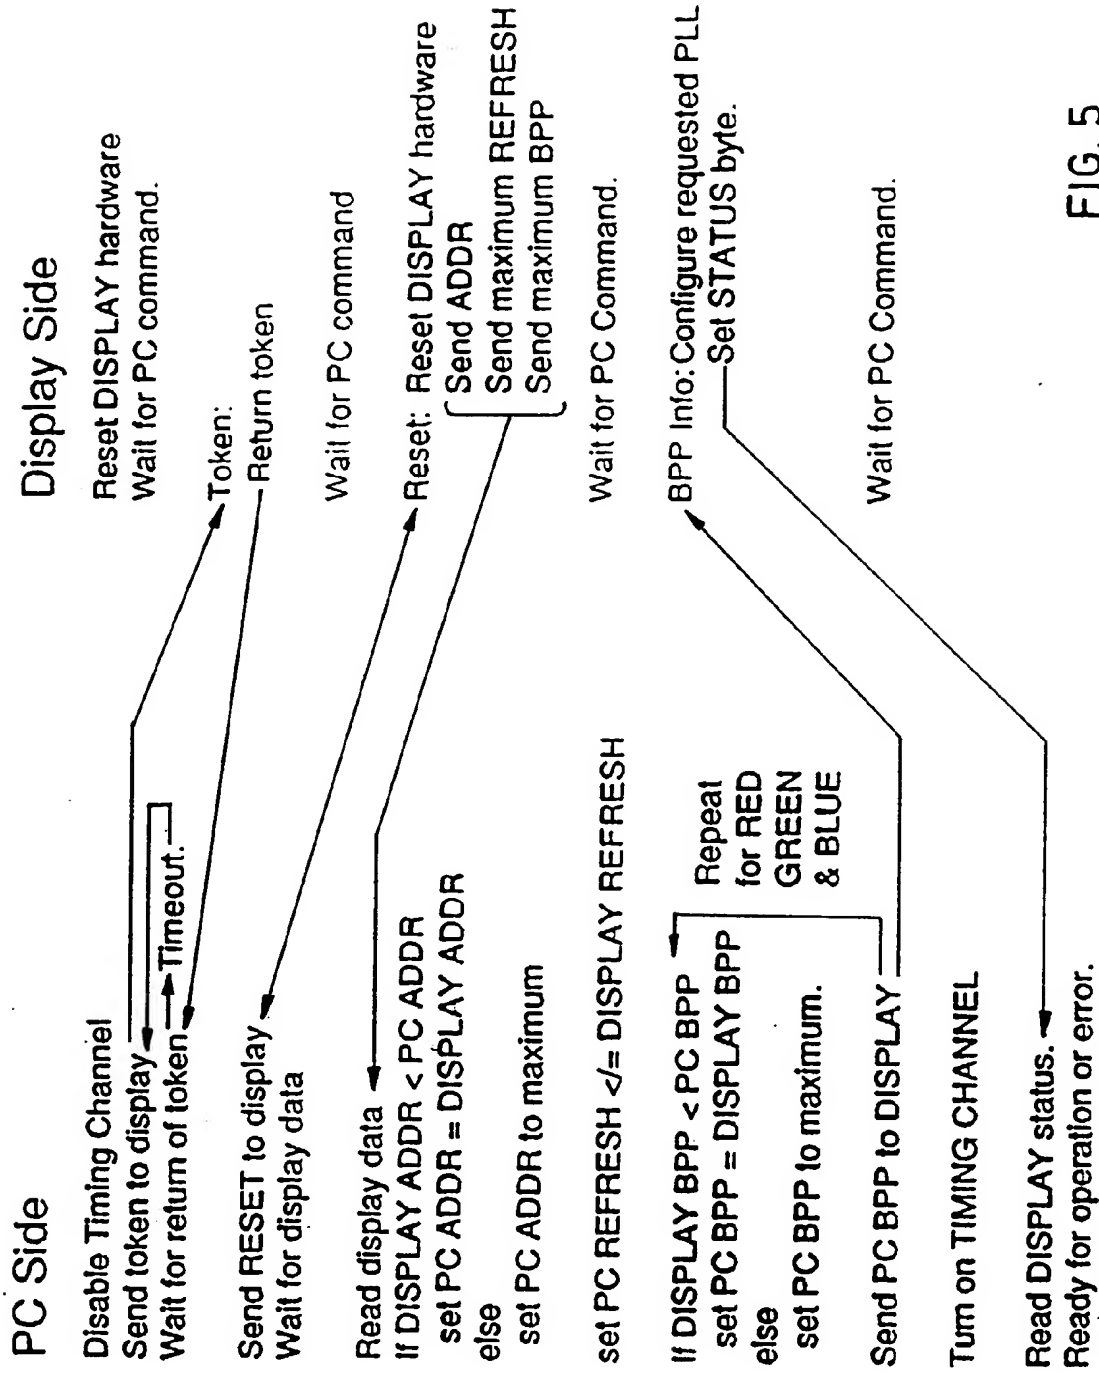 PC Side
Disable Timing Channel
Send token to display
Wait for return of token
Timeout.
Send RESET to display
Wait for display data
Read display data
If DISPLAY ADDR < PC ADDR
set PC ADDR = DISPLAY ADDR
else
set PC ADDR to maximum
set PC REFRESH </= DISPLAY REFRESH
If DISPLAY BPP < PC BPP
set PC BPP = DISPLAY BPP
else
set PC BPP to maximum.
Repeat
for RED
GREEN
& BLUE
Send PC BPP to DISPLAY
Turn on TIMING CHANNEL
Read DISPLAY status.
Ready for operation or error.
Display Side
Reset DISPLAY hardware
Wait for PC command.
Token:
Return token
Wait for PC command
Reset: Reset DISPLAY hardware
Send ADDR
Send maximum REFRESH
Send maximum BPP
Wait for PC Command.
BPP Info: Configure requested PLL
Set STATUS byte.
Wait for PC Command.
FIG. 5